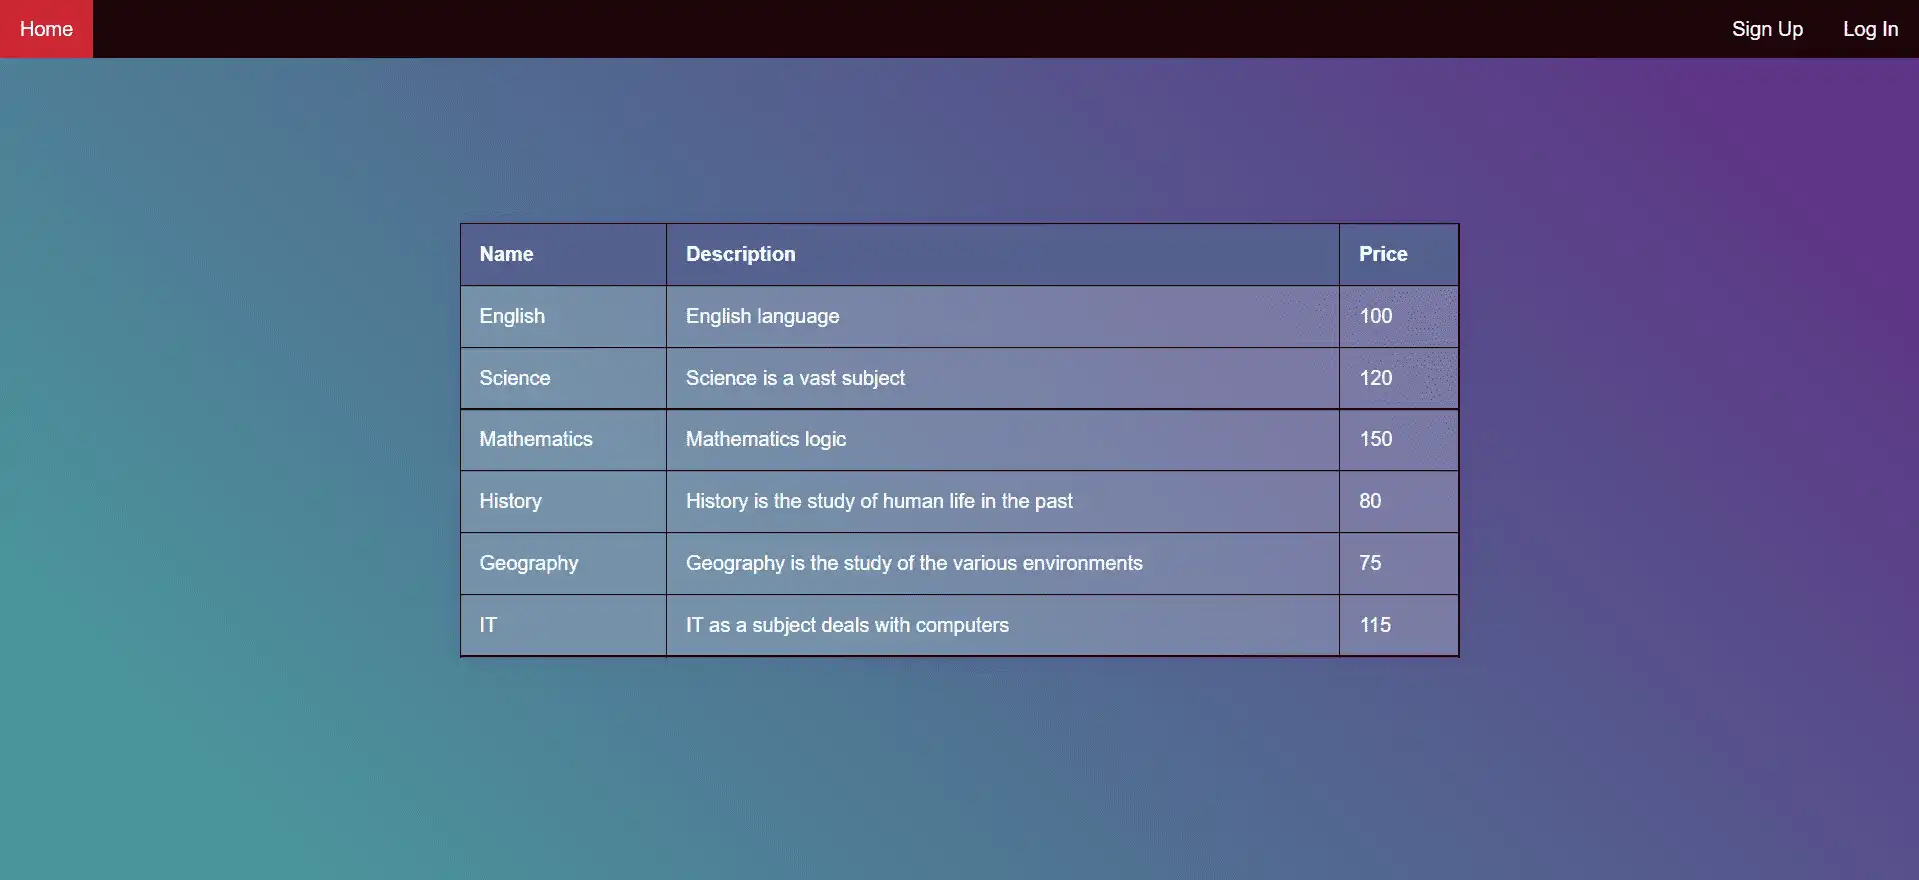 Home Sign Up Log In
Name Description Price
English English language 100
Science Science is a vast subject 120
Mathematics Mathematics logic 150
History History is the study of human life in the past 80
Geography Geography is the study of the various environments 75
IT IT as a subject deals with computers 115